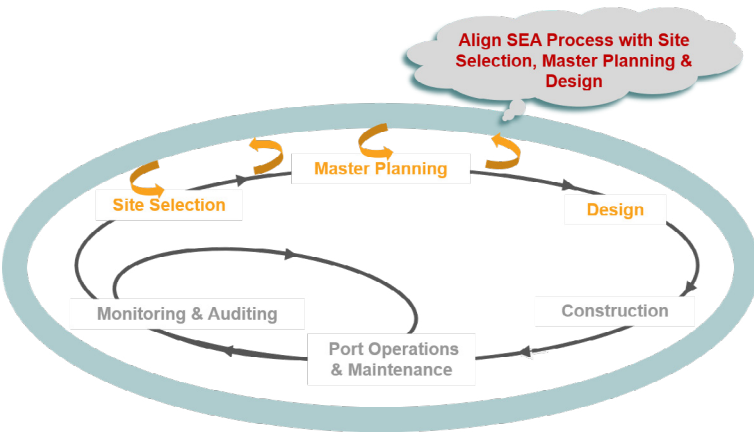 Align SEA Process with Site
Selection, Master Planning &
Design
Master Planning
Site Selection
Design
Monitoring & Auditing
Construction
Port Operations
& Maintenance